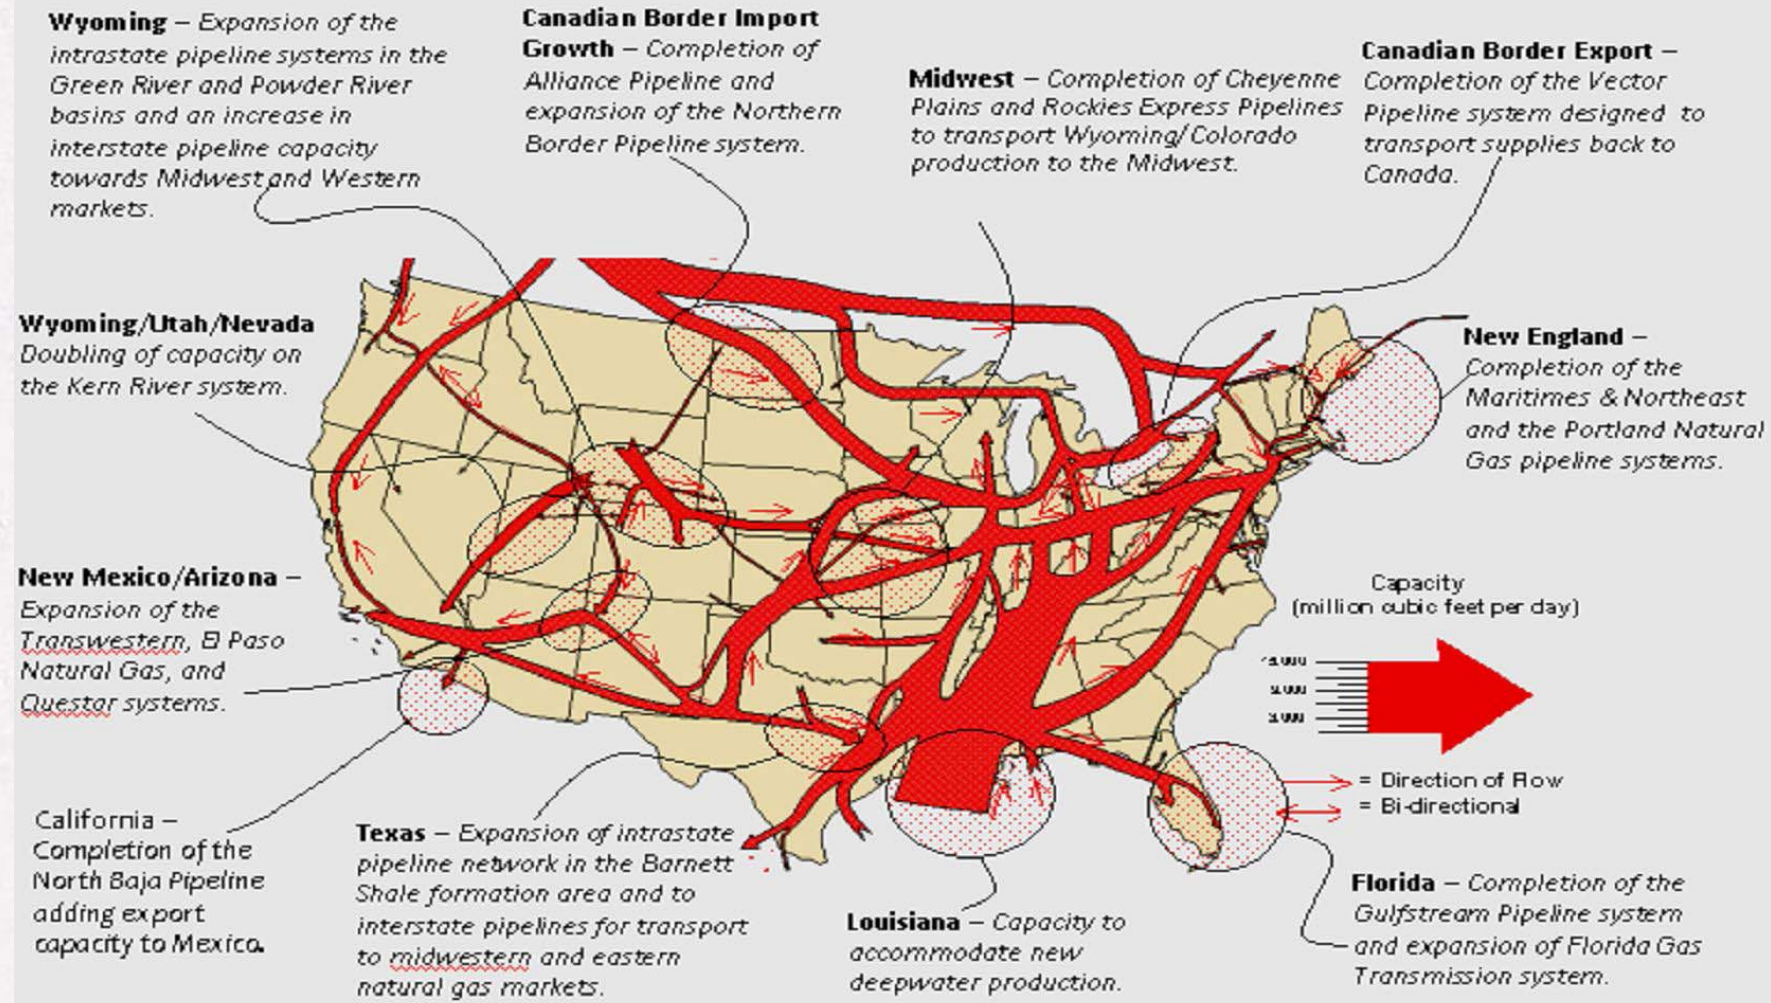 Wyoming – Expansion of the
intrastate pipeline systems in the
Green River and Powder River
basins and an increase in
interstate pipeline capacity
towards Midwest and Western
markets.
Canadian Border Import
Growth – Completion of
Alliance Pipeline and
expansion of the Northern
Border Pipeline system.
Midwest – Completion of Cheyenne
Plains and Rockies Express Pipelines
to transport Wyoming/Colorado
production to the Midwest.
Canadian Border Export –
Completion of the Vector
Pipeline system designed to
transport supplies back to
Canada.
Wyoming/Utah/Nevada
Doubling of capacity on
the Kern River system.
New England –
Completion of the
Maritimes & Northeast
and the Portland Natural
Gas pipeline systems.
New Mexico/Arizona –
Expansion of the
Transwestern, El Paso
Natural Gas, and
Questar systems.
Capacity
(million cubic feet per day)
= Direction of Flow
= Bi-directional
California –
Completion of the
North Baja Pipeline
adding export
capacity to Mexico.
Texas – Expansion of intrastate
pipeline network in the Barnett
Shale formation area and to
interstate pipelines for transport
to midwestern and eastern
natural gas markets.
Louisiana – Capacity to
accommodate new
deepwater production.
Florida – Completion of the
Gulfstream Pipeline system
and expansion of Florida Gas
Transmission system.